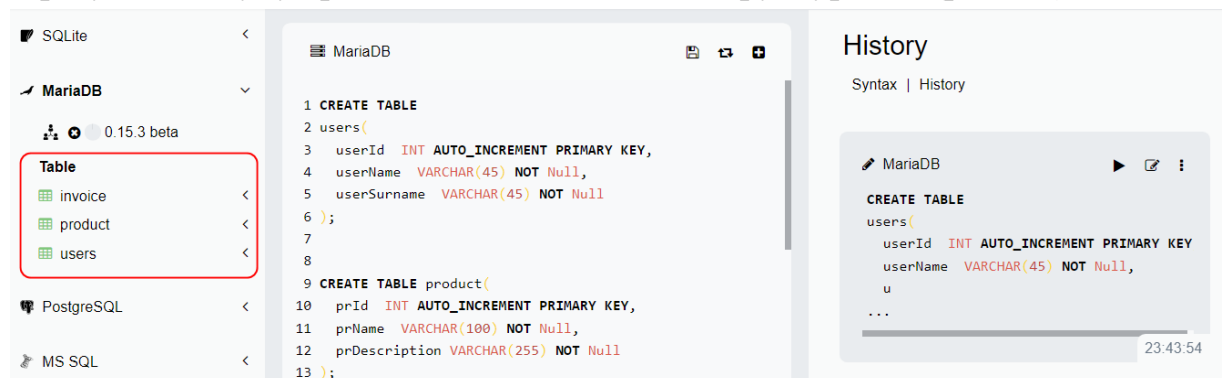 SQLite
MariaDB
0.15.3 beta
Table
invoice
product
users
PostgreSQL
MS SQL
MariaDB
1 CREATE TABLE
2 users(
3   userId  INT AUTO_INCREMENT PRIMARY KEY,
4   userName  VARCHAR(45) NOT Null,
5   userSurname  VARCHAR(45) NOT Null
6 );
7
8
9 CREATE TABLE product(
10   prId  INT AUTO_INCREMENT PRIMARY KEY,
11   prName  VARCHAR(100) NOT Null,
12   prDescription VARCHAR(255) NOT Null
13 );
History
Syntax | History
MariaDB
CREATE TABLE
users(
  userId  INT AUTO_INCREMENT PRIMARY KEY
  userName  VARCHAR(45) NOT Null,
  u
...
23:43:54